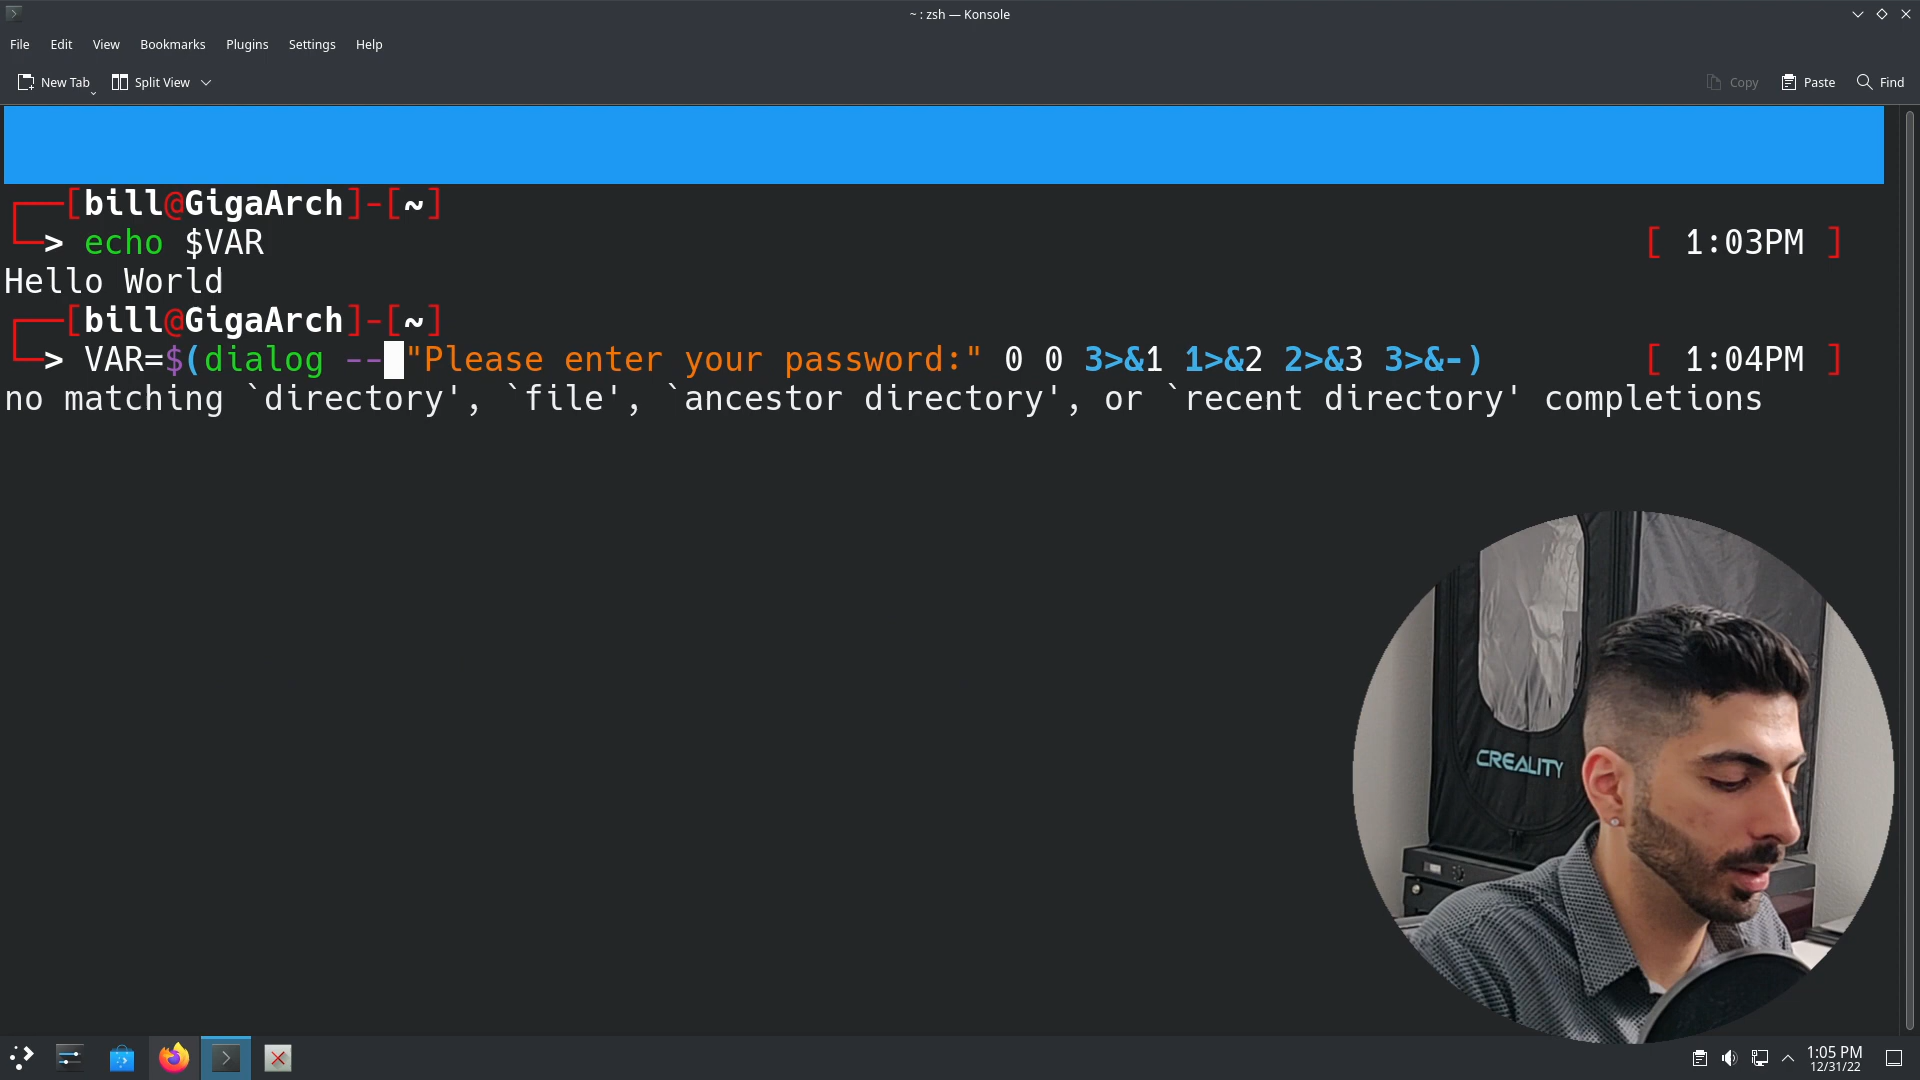 ~ : zsh — Konsole
File Edit View Bookmarks Plugins Settings Help
New Tab Split View Copy Paste Find
[bill@GigaArch]-[~]
> echo $VAR [ 1:03PM ]
Hello World
[bill@GigaArch]-[~]
> VAR=$(dialog -- "Please enter your password:" 0 0 3>&1 1>&2 2>&3 3>&-) [ 1:04PM ]
no matching `directory', `file', `ancestor directory', or `recent directory' completions
CREALITY
1:05 PM
12/31/22